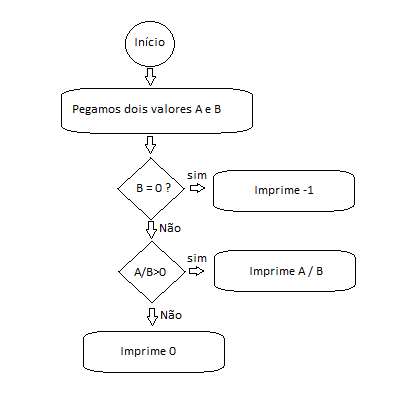 Início
Pegamos dois valores A e B
B = 0 ?
sim
Imprime -1
Não
A/B>0
sim
Imprime A / B
Não
Imprime 0